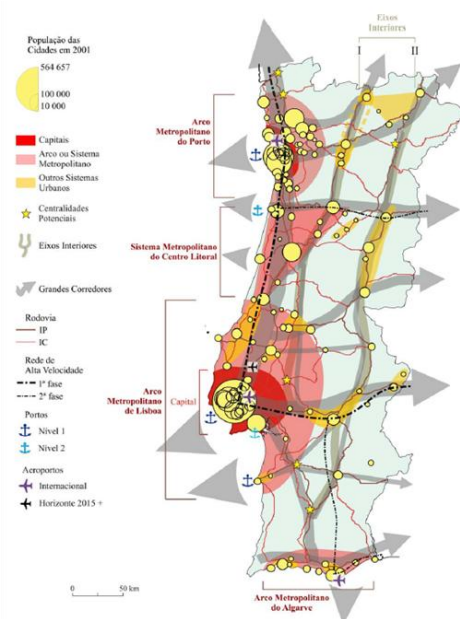 População das
Cidades em 2001
564 657
100 000
10 000
Capitais
Arco ou Sistema
Metropolitano
Outros Sistemas
Urbanos
Centralidades
Potenciais
Eixos Interiores
Grandes Corredores
Rodovia
IP
IC
Rede de
Alta Velocidade
1ª fase
2ª fase
Portos
Nível 1
Nível 2
Aeroportos
Internacional
Horizonte 2015 +
0
50 km
Eixos
Interiores
I
II
Arco
Metropolitano
do Porto
Sistema Metropolitano
do Centro Litoral
Arco
Metropolitano
de Lisboa
Capital
Arco Metropolitano
do Algarve